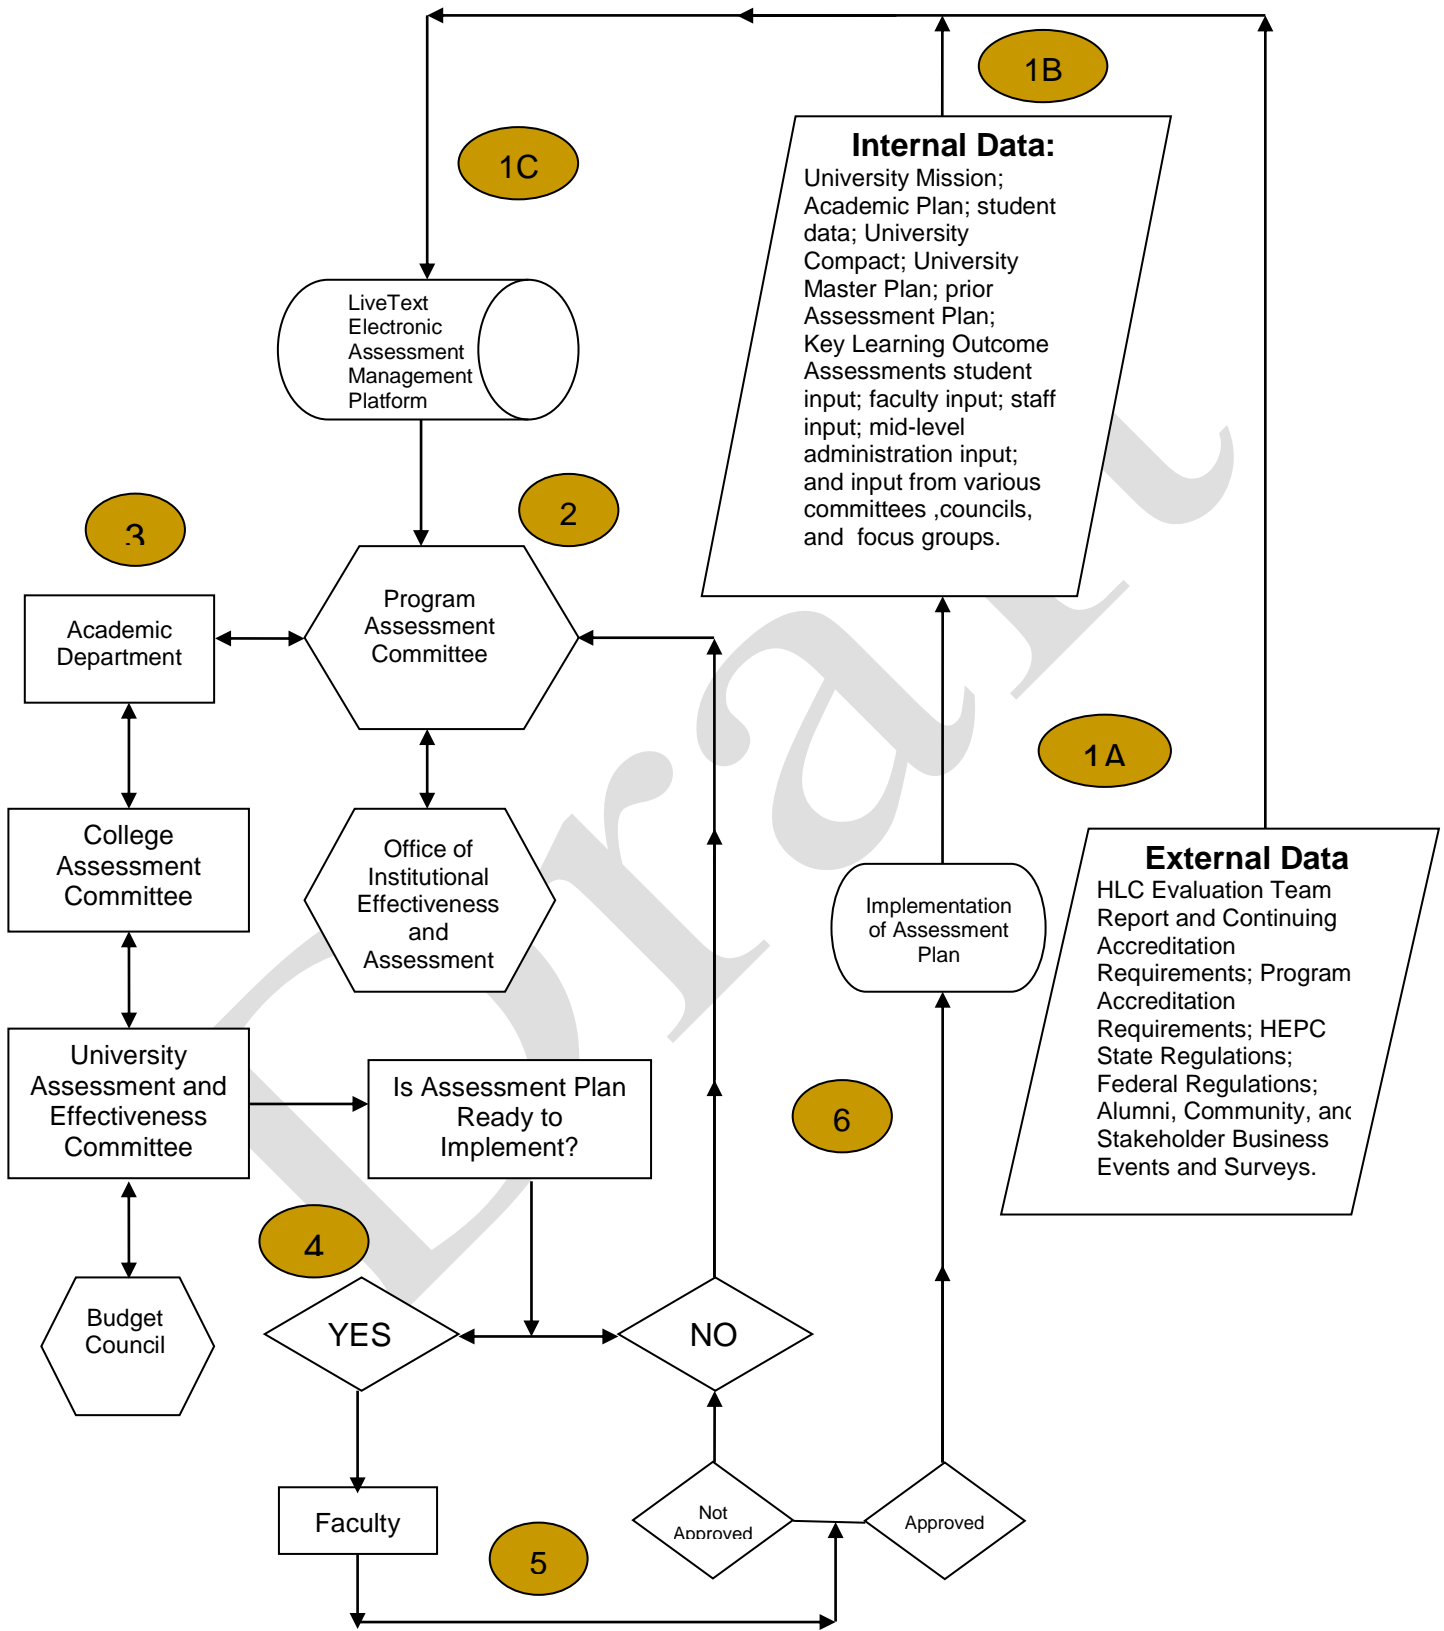 1B
1C
Internal Data:
University Mission;
Academic Plan; student
data; University
Compact; University
Master Plan; prior
Assessment Plan;
Key Learning Outcome
Assessments student
input; faculty input; staff
input; mid-level
administration input;
and input from various
committees ,councils,
and focus groups.
LiveText
Electronic
Assessment
Management
Platform
2
3
Program
Assessment
Committee
Academic
Department
1A
College
Assessment
Committee
Office of
Institutional
Effectiveness
and
Assessment
Implementation
of Assessment
Plan
External Data
HLC Evaluation Team
Report and Continuing
Accreditation
Requirements; Program
Accreditation
Requirements; HEPC
State Regulations;
Federal Regulations;
Alumni, Community, and
Stakeholder Business
Events and Surveys.
University
Assessment and
Effectiveness
Committee
Is Assessment Plan
Ready to
Implement?
6
4
Budget
Council
YES
NO
Faculty
Not
Approved
Approved
5
Draft